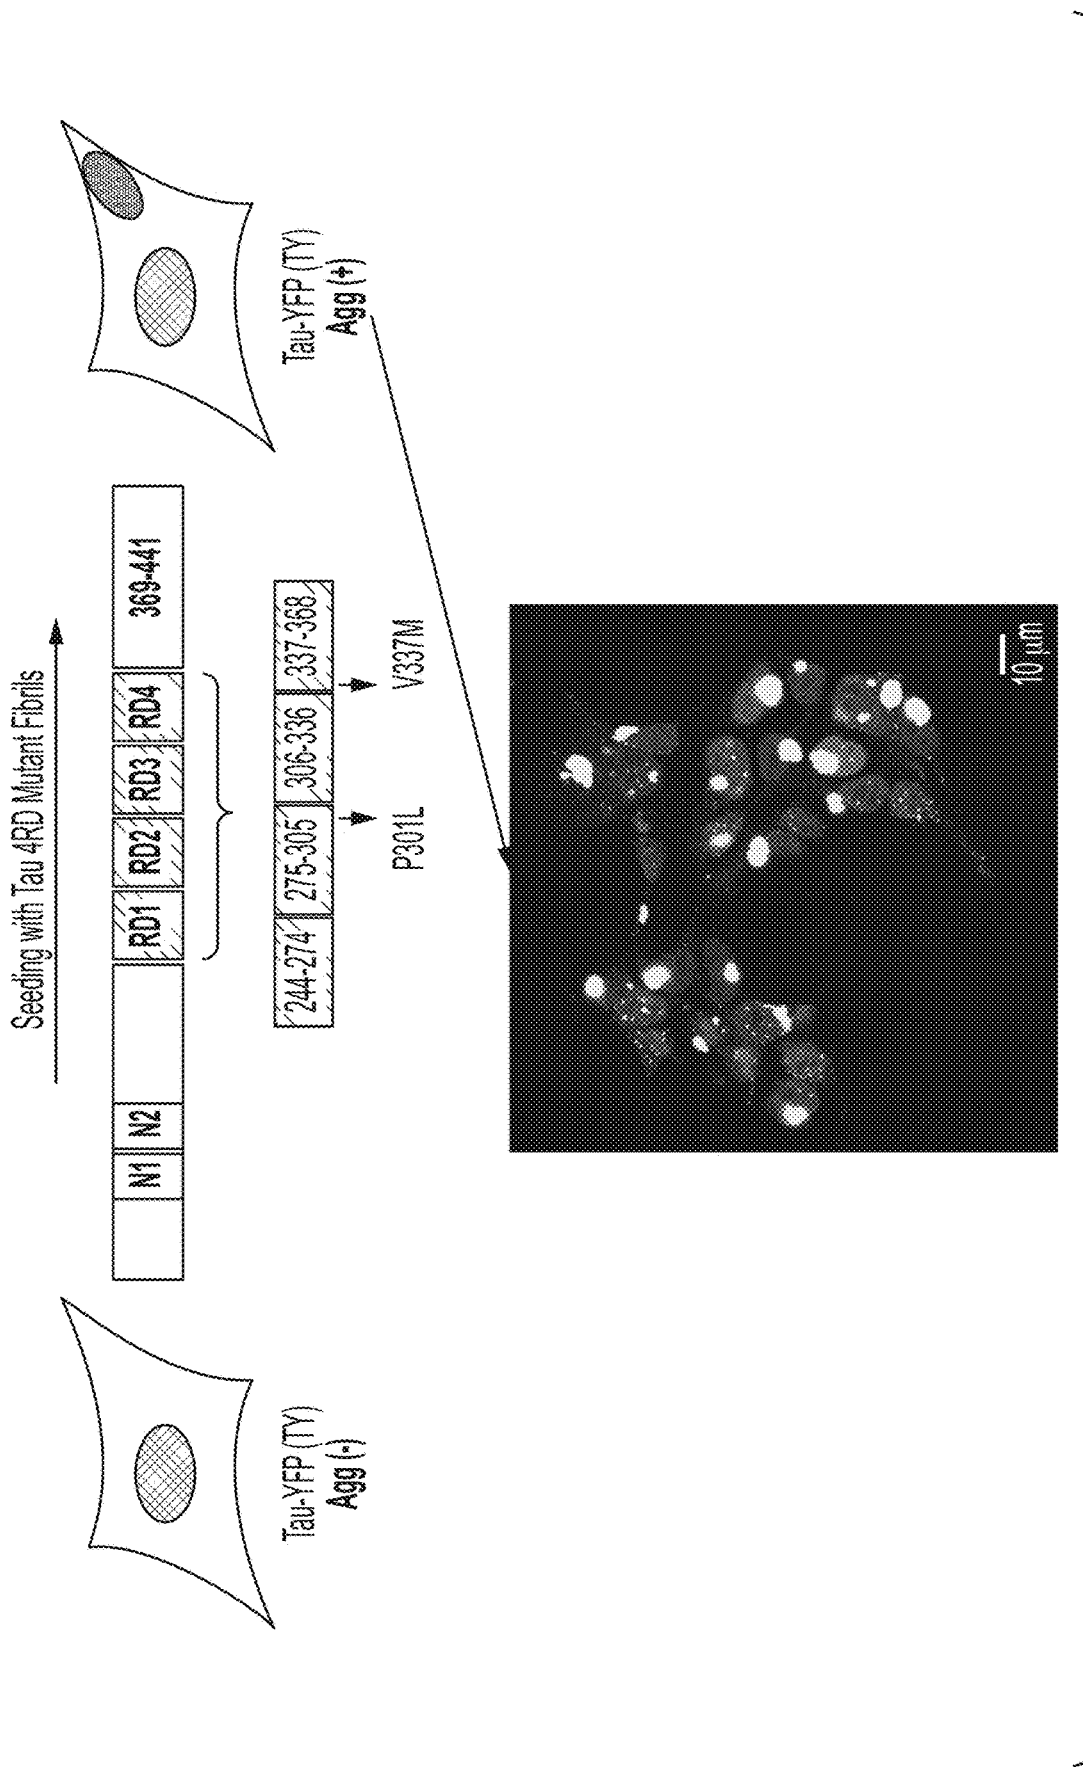 Seeding with Tau 4RD Mutant Fibrils
N1 N2 RD1 RD2 RD3 RD4 369-441
244-274 275-305 306-336 337-368
P301L V337M
Tau-YFP (TY)
Agg (-)
Tau-YFP (TY)
Agg (+)
10 µm